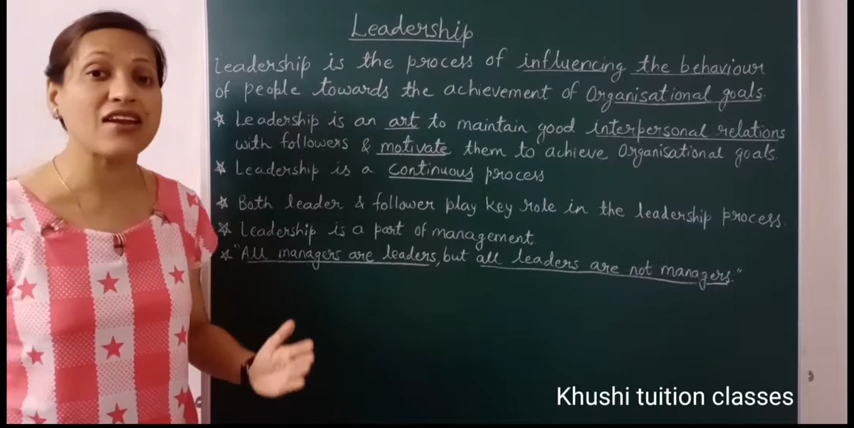 Leadership
Leadership is the process of influencing the behaviour
of people towards the achievement of Organisational goals.
★ Leadership is an art to maintain good interpersonal relations
with followers & motivate them to achieve Organisational goals.
★ Leadership is a continuous process
★ Both leader & follower play key role in the leadership process.
★ Leadership is a part of management.
★ "All managers are leaders, but all leaders are not managers."
Khushi tuition classes